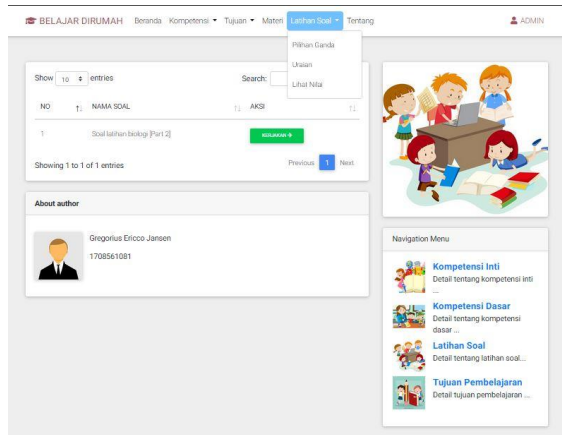 BELAJAR DIRUMAH Beranda Kompetensi Tujuan Materi Latihan Soal Tentang ADMIN
Pilihan Ganda
Uraian
Lihat Nilai
Show 10 entries Search:
NO NAMA SOAL AKSI
1 Soal latihan biologi [Part 2] KERJAKAN
Showing 1 to 1 of 1 entries Previous 1 Next
About author
Gregorius Ericco Jansen
1708561081
Navigation Menu
Kompetensi Inti
Detail tentang kompetensi inti
...
Kompetensi Dasar
Detail tentang kompetensi
dasar ...
Latihan Soal
Detail tentang latihan soal...
Tujuan Pembelajaran
Detail tujuan pembelajaran ...